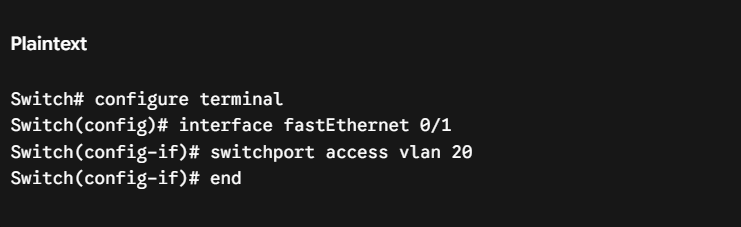 Plaintext
Switch# configure terminal
Switch(config)# interface fastEthernet 0/1
Switch(config-if)# switchport access vlan 20
Switch(config-if)# end